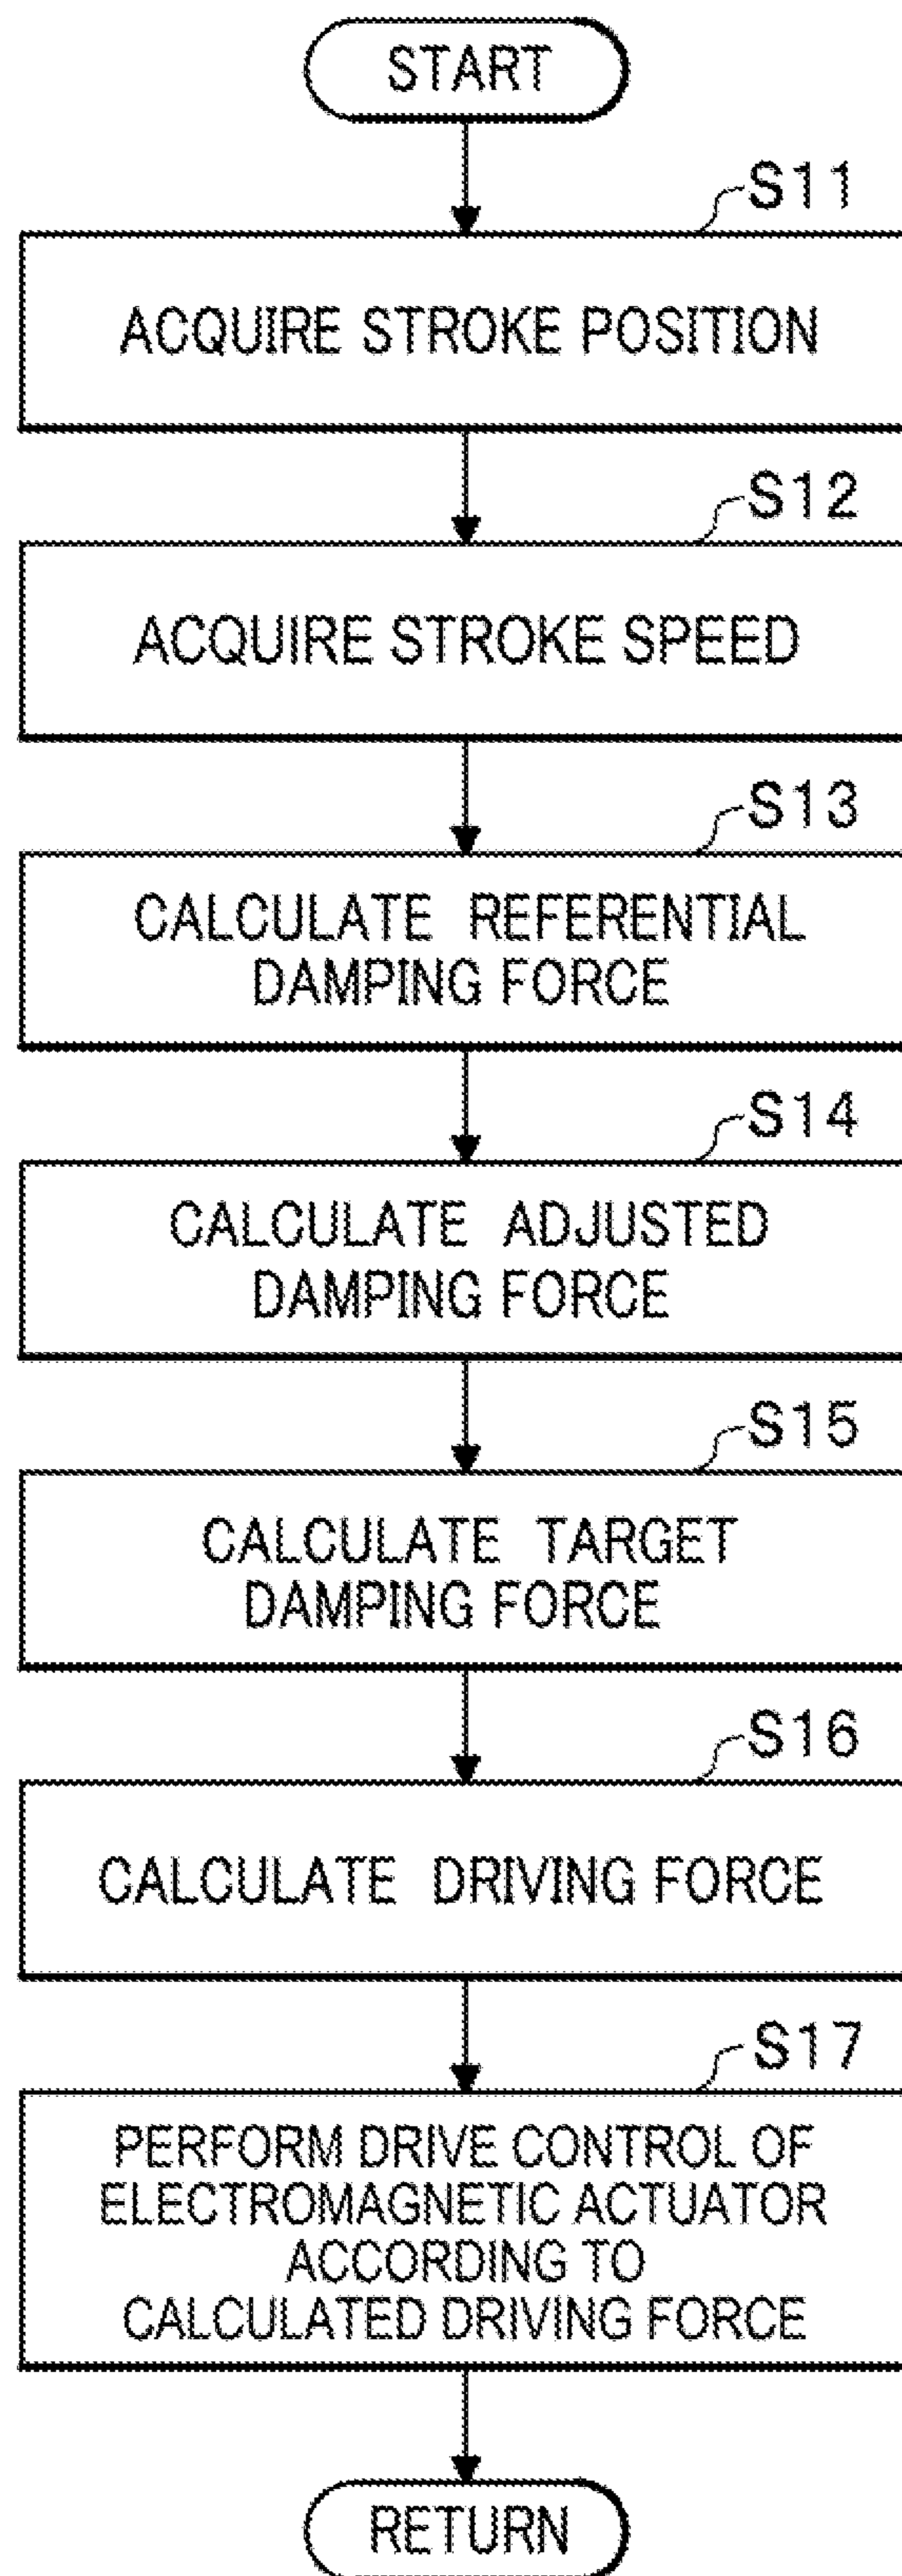 START
S11
ACQUIRE STROKE POSITION
S12
ACQUIRE STROKE SPEED
S13
CALCULATE REFERENTIAL
DAMPING FORCE
S14
CALCULATE ADJUSTED
DAMPING FORCE
S15
CALCULATE TARGET
DAMPING FORCE
S16
CALCULATE DRIVING FORCE
S17
PERFORM DRIVE CONTROL OF
ELECTROMAGNETIC ACTUATOR
ACCORDING TO
CALCULATED DRIVING FORCE
RETURN